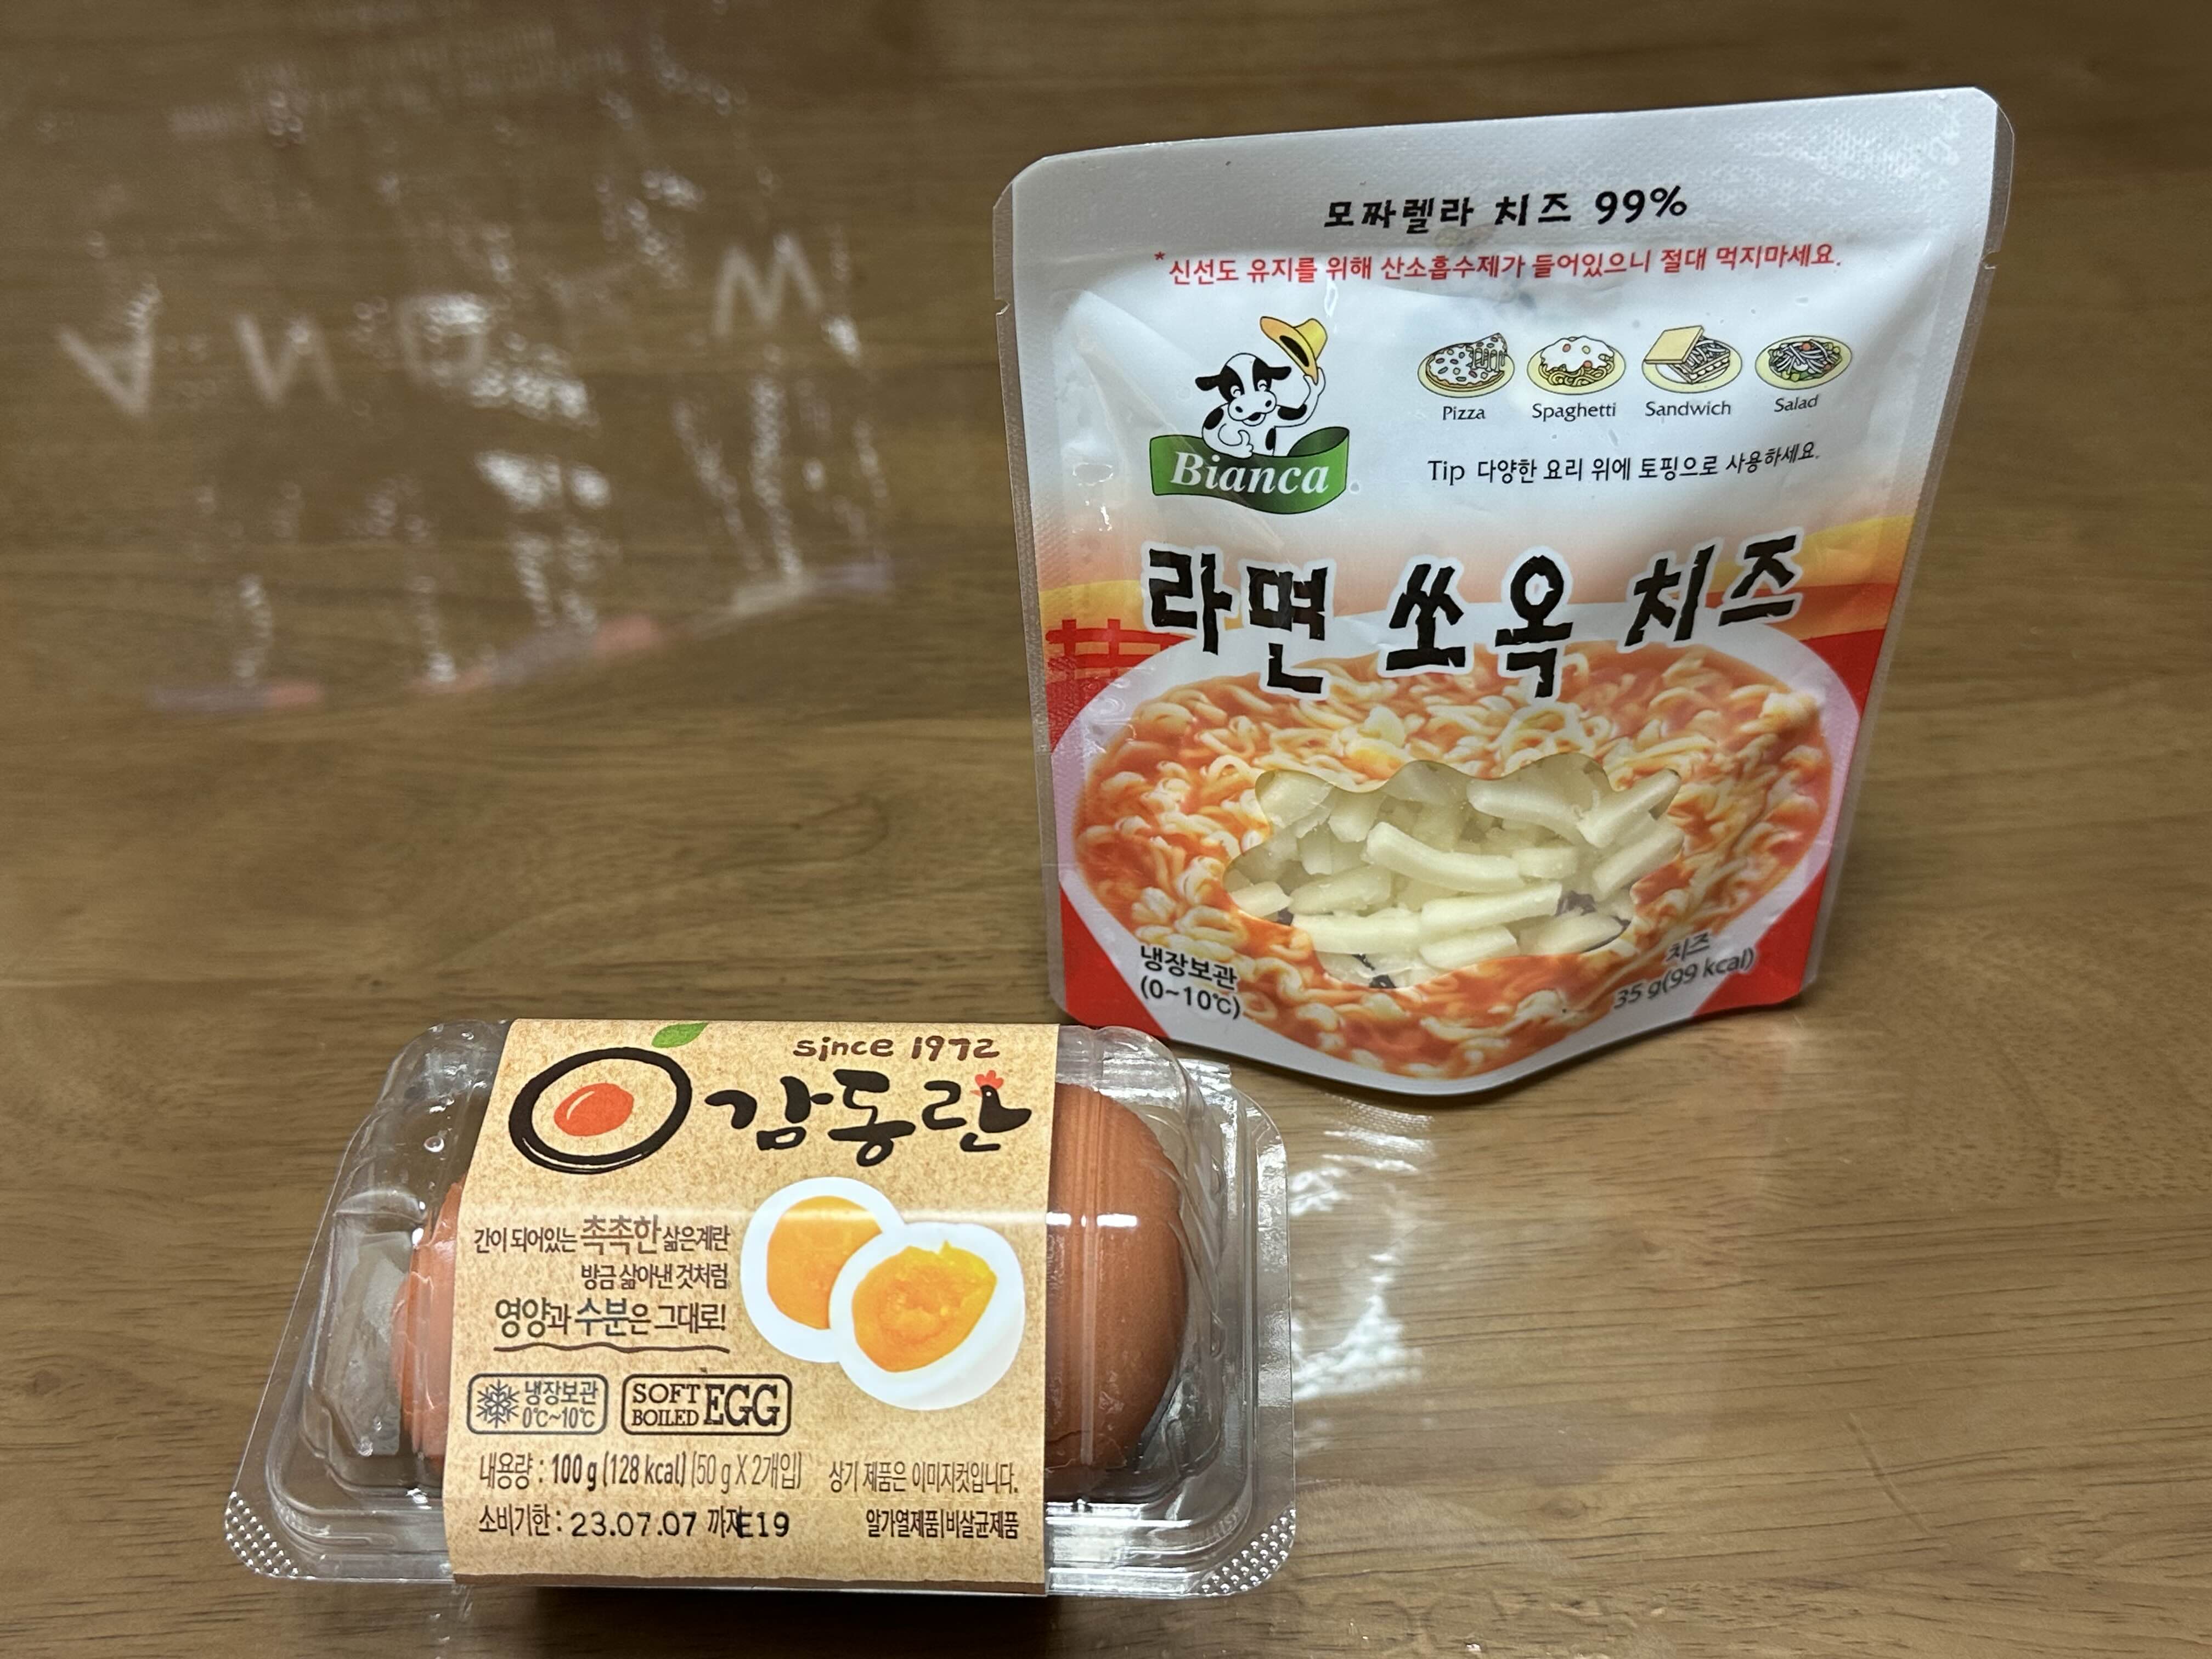 모짜렐라 치즈 99%
*신선도 유지를 위해 산소흡수제가 들어있으니 절대 먹지마세요.
Bianca
Pizza Spaghetti Sandwich Salad
Tip 다양한 요리 위에 토핑으로 사용하세요.
라면 쏘옥 치즈
냉장보관
(0~10℃)
치즈
35 g(99 kcal)
since 1972
감동란
간이 되어있는 촉촉한 삶은계란
방금 삶아낸 것처럼
영양과 수분은 그대로!
냉장보관
0℃~10℃
SOFT BOILED EGG
내용량 : 100 g (128 kcal) (50 g X 2개입)
상기 제품은 이미지컷입니다.
소비기한 : 23.07.07 까지E19
알가열제품|비살균제품